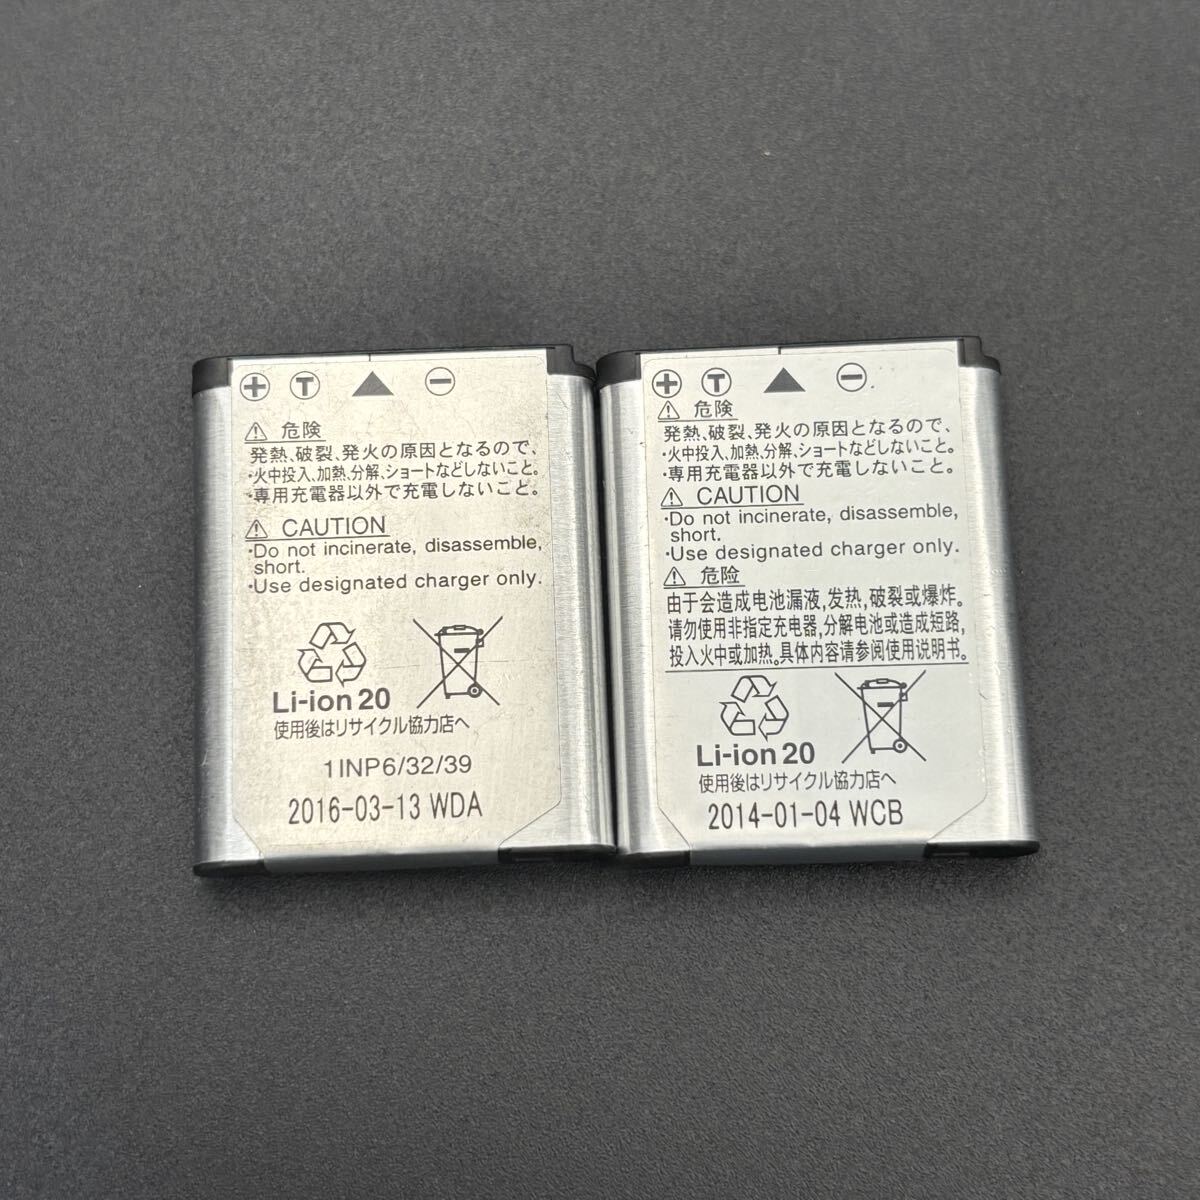 + T ▲ −
⚠ 危険
発熱、破裂、発火の原因となるので、
・火中投入、加熱、分解、ショートなどしないこと。
・専用充電器以外で充電しないこと。
⚠ CAUTION
・Do not incinerate, disassemble,
short.
・Use designated charger only.
Li-ion 20
使用後はリサイクル協力店へ
1INP6/32/39
2016-03-13 WDA
+ T ▲ −
⚠ 危険
発熱、破裂、発火の原因となるので、
・火中投入、加熱、分解、ショートなどしないこと。
・専用充電器以外で充電しないこと。
⚠ CAUTION
・Do not incinerate, disassemble,
short.
・Use designated charger only.
⚠ 危险
由于会造成电池漏液,发热,破裂或爆炸。
请勿使用非指定充电器,分解电池或造成短路,
投入火中或加热。具体内容请参阅使用说明书。
Li-ion 20
使用後はリサイクル協力店へ
2014-01-04 WCB